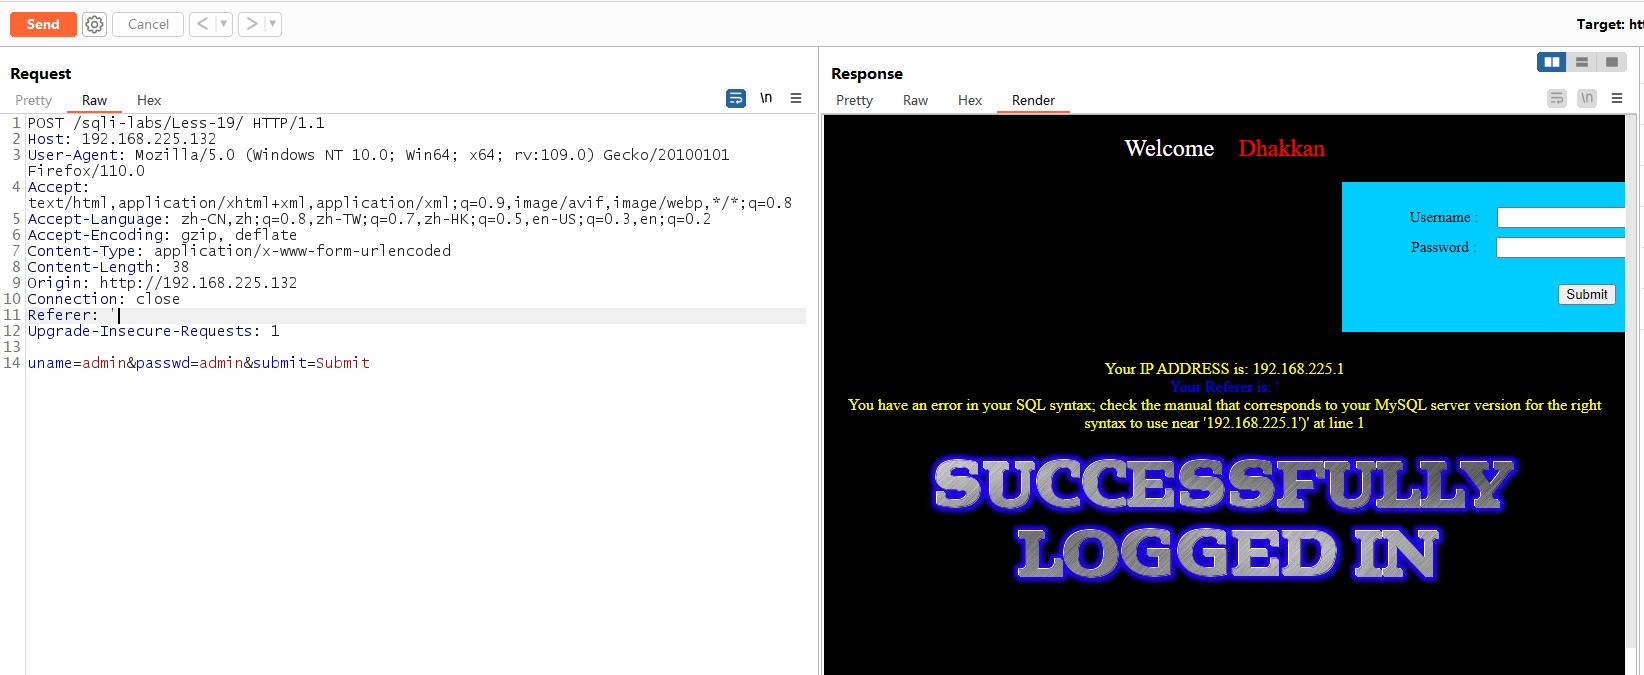 Send
Cancel
Target: ht
Request
Pretty Raw Hex
\n
1 POST /sqli-labs/Less-19/ HTTP/1.1
2 Host: 192.168.225.132
3 User-Agent: Mozilla/5.0 (Windows NT 10.0; Win64; x64; rv:109.0) Gecko/20100101
Firefox/110.0
4 Accept:
text/html,application/xhtml+xml,application/xml;q=0.9,image/avif,image/webp,*/*;q=0.8
5 Accept-Language: zh-CN,zh;q=0.8,zh-TW;q=0.7,zh-HK;q=0.5,en-US;q=0.3,en;q=0.2
6 Accept-Encoding: gzip, deflate
7 Content-Type: application/x-www-form-urlencoded
8 Content-Length: 38
9 Origin: http://192.168.225.132
10 Connection: close
11 Referer: '
12 Upgrade-Insecure-Requests: 1
13
14 uname=admin&passwd=admin&submit=Submit
Response
Pretty Raw Hex Render
\n
Welcome Dhakkan
Username :
Password :
Submit
Your IP ADDRESS is: 192.168.225.1
Your Referer is: '
You have an error in your SQL syntax; check the manual that corresponds to your MySQL server version for the right
syntax to use near '192.168.225.1')' at line 1
SUCCESSFULLY
LOGGED IN